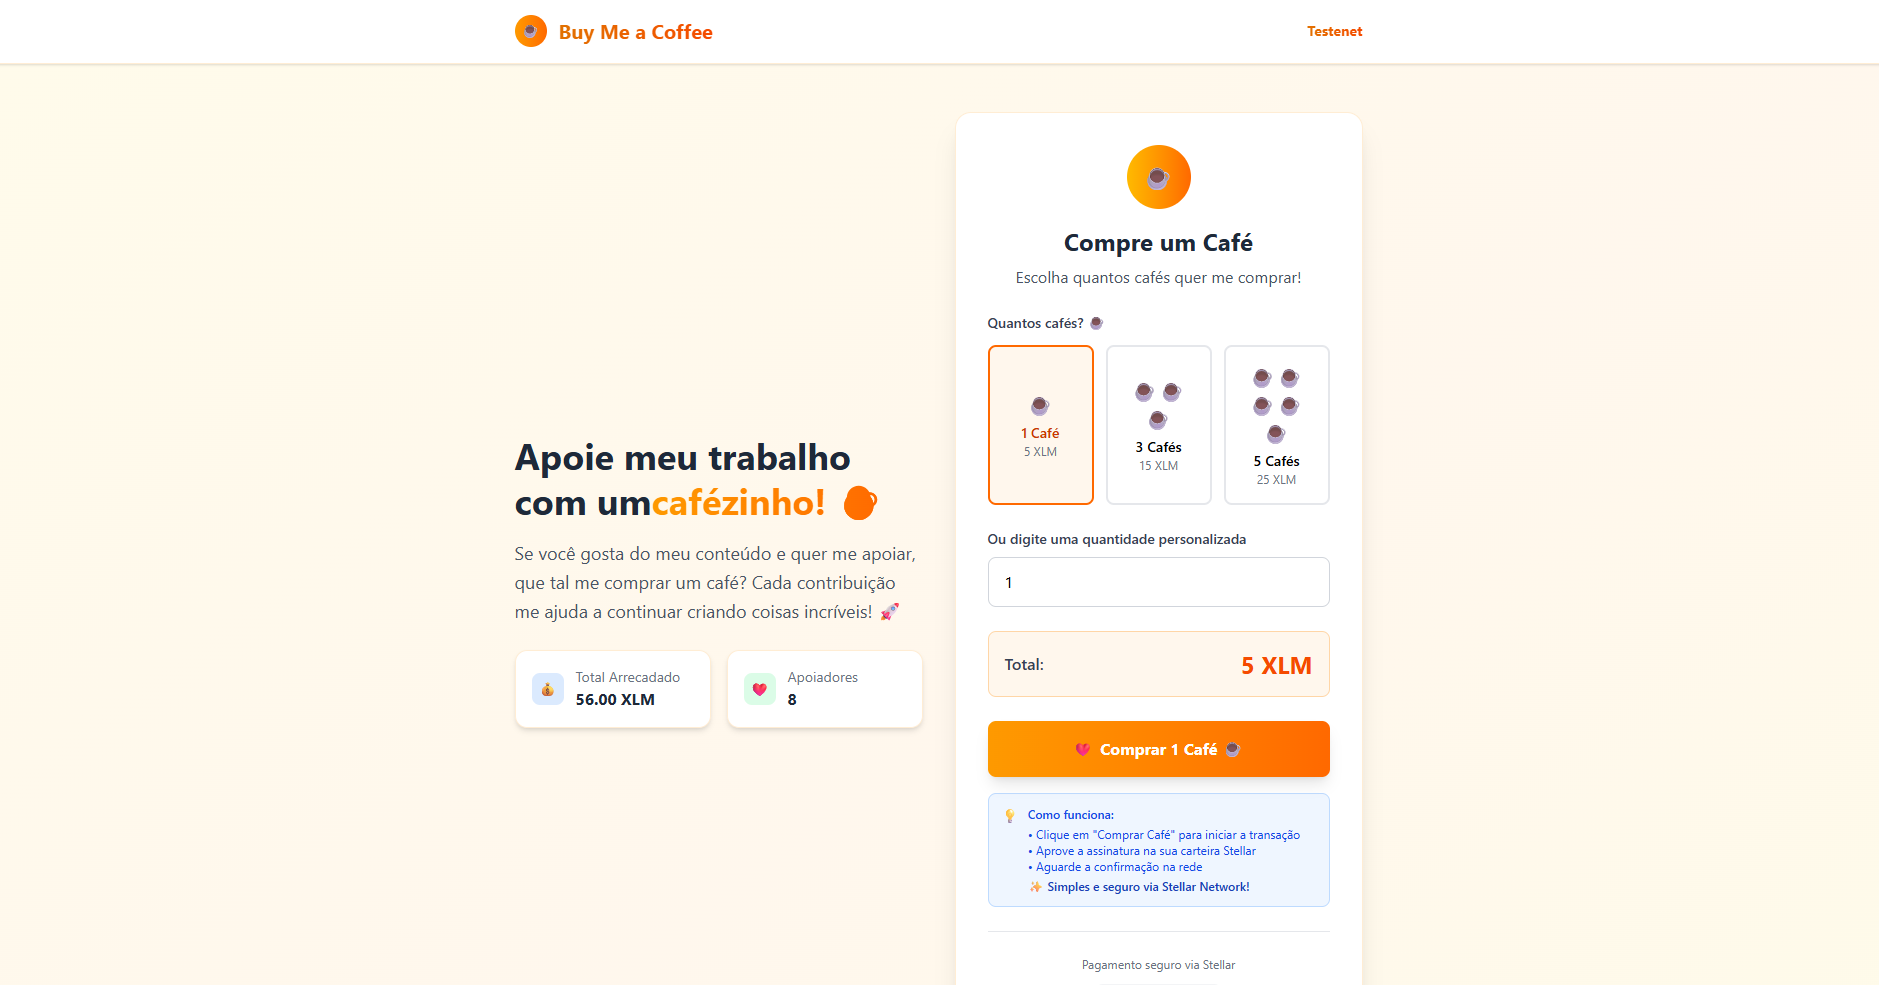 Buy Me a Coffee
Testenet
Apoie meu trabalho
com umcafézinho!
Se você gosta do meu conteúdo e quer me apoiar,
que tal me comprar um café? Cada contribuição
me ajuda a continuar criando coisas incríveis! 🚀
Total Arrecadado
56.00 XLM
Apoiadores
8
Compre um Café
Escolha quantos cafés quer me comprar!
Quantos cafés?
1 Café
5 XLM
3 Cafés
15 XLM
5 Cafés
25 XLM
Ou digite uma quantidade personalizada
1
Total:
5 XLM
Comprar 1 Café
Como funciona:
• Clique em "Comprar Café" para iniciar a transação
• Aprove a assinatura na sua carteira Stellar
• Aguarde a confirmação na rede
✨ Simples e seguro via Stellar Network!
Pagamento seguro via Stellar